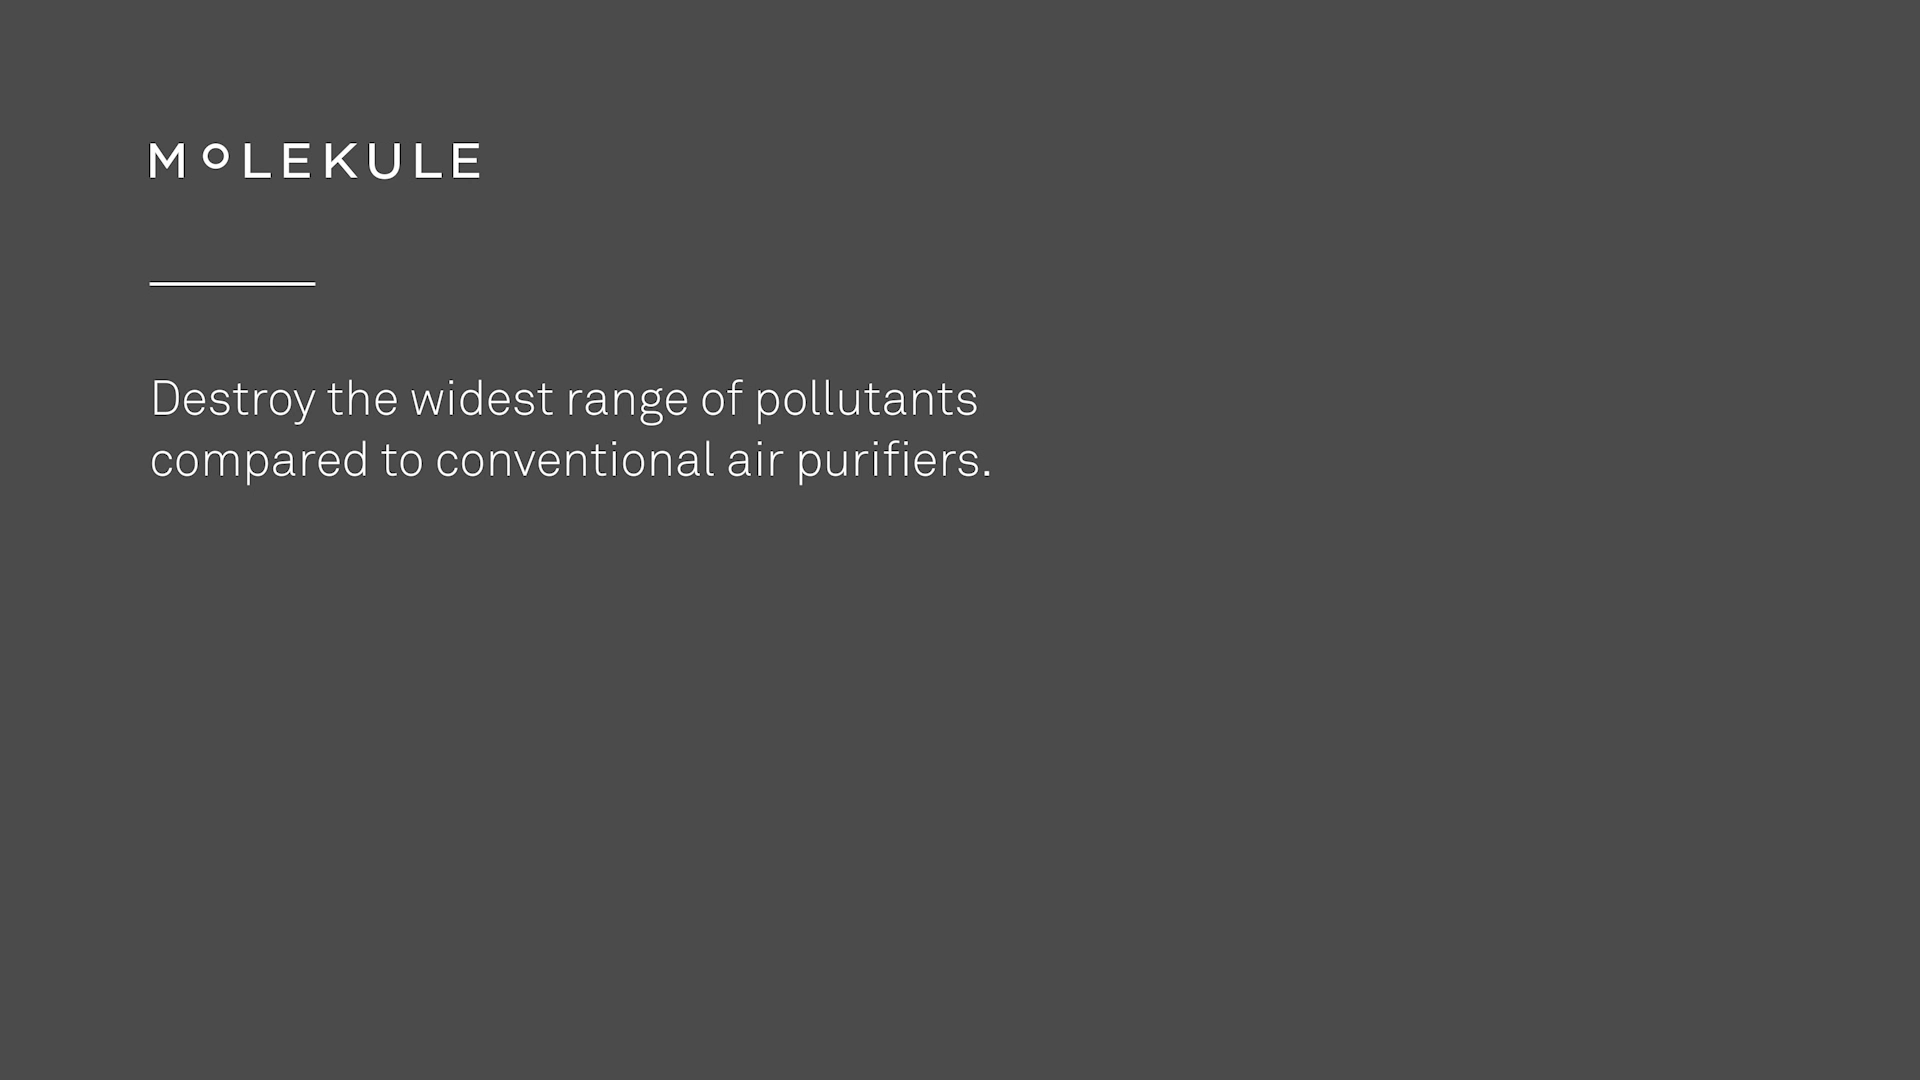 MOLEKULE
Destroy the widest range of pollutants
compared to conventional air purifiers.